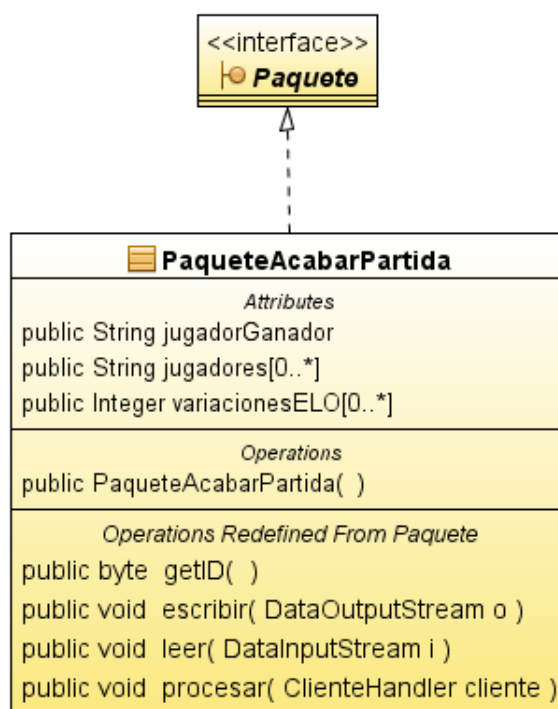 <<interface>>
Paquete
PaqueteAcabarPartida
Attributes
public String jugadorGanador
public String jugadores[0..*]
public Integer variacionesELO[0..*]
Operations
public PaqueteAcabarPartida( )
Operations Redefined From Paquete
public byte getID( )
public void escribir( DataOutputStream o )
public void leer( DataInputStream i )
public void procesar( ClienteHandler cliente )